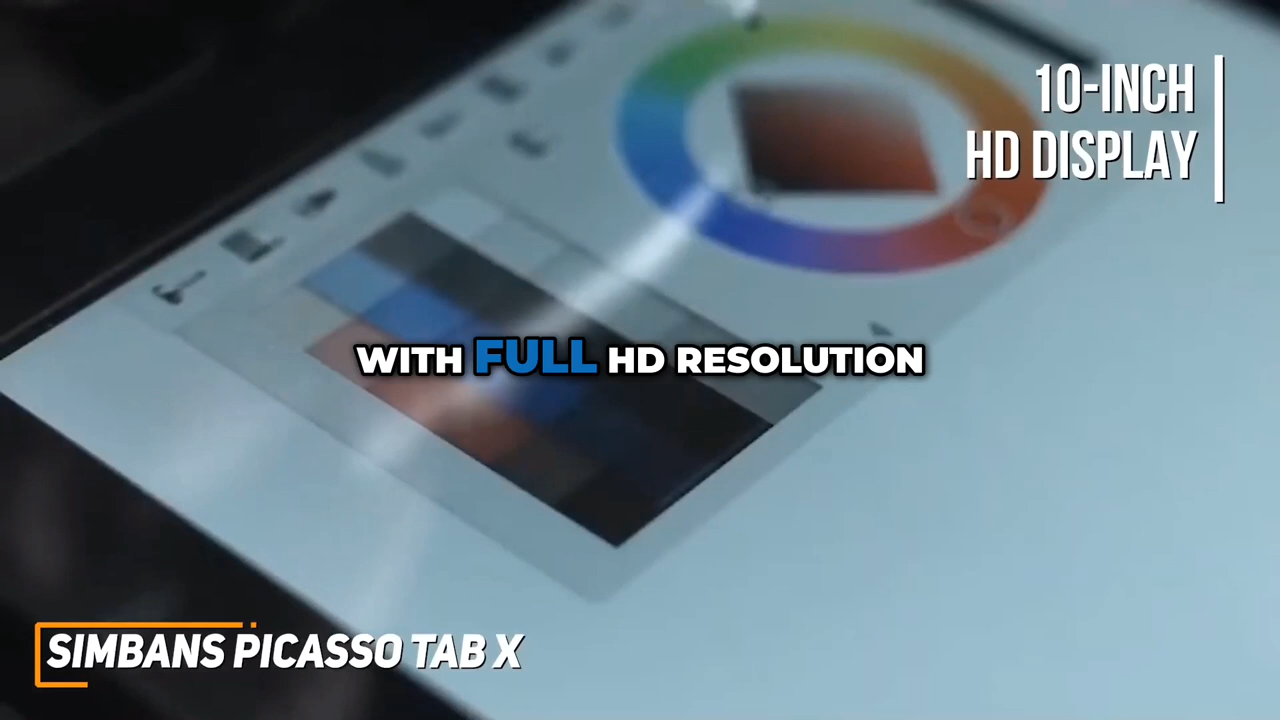 10-INCH
HD DISPLAY
WITH FULL HD RESOLUTION
SIMBANS PICASSO TAB X